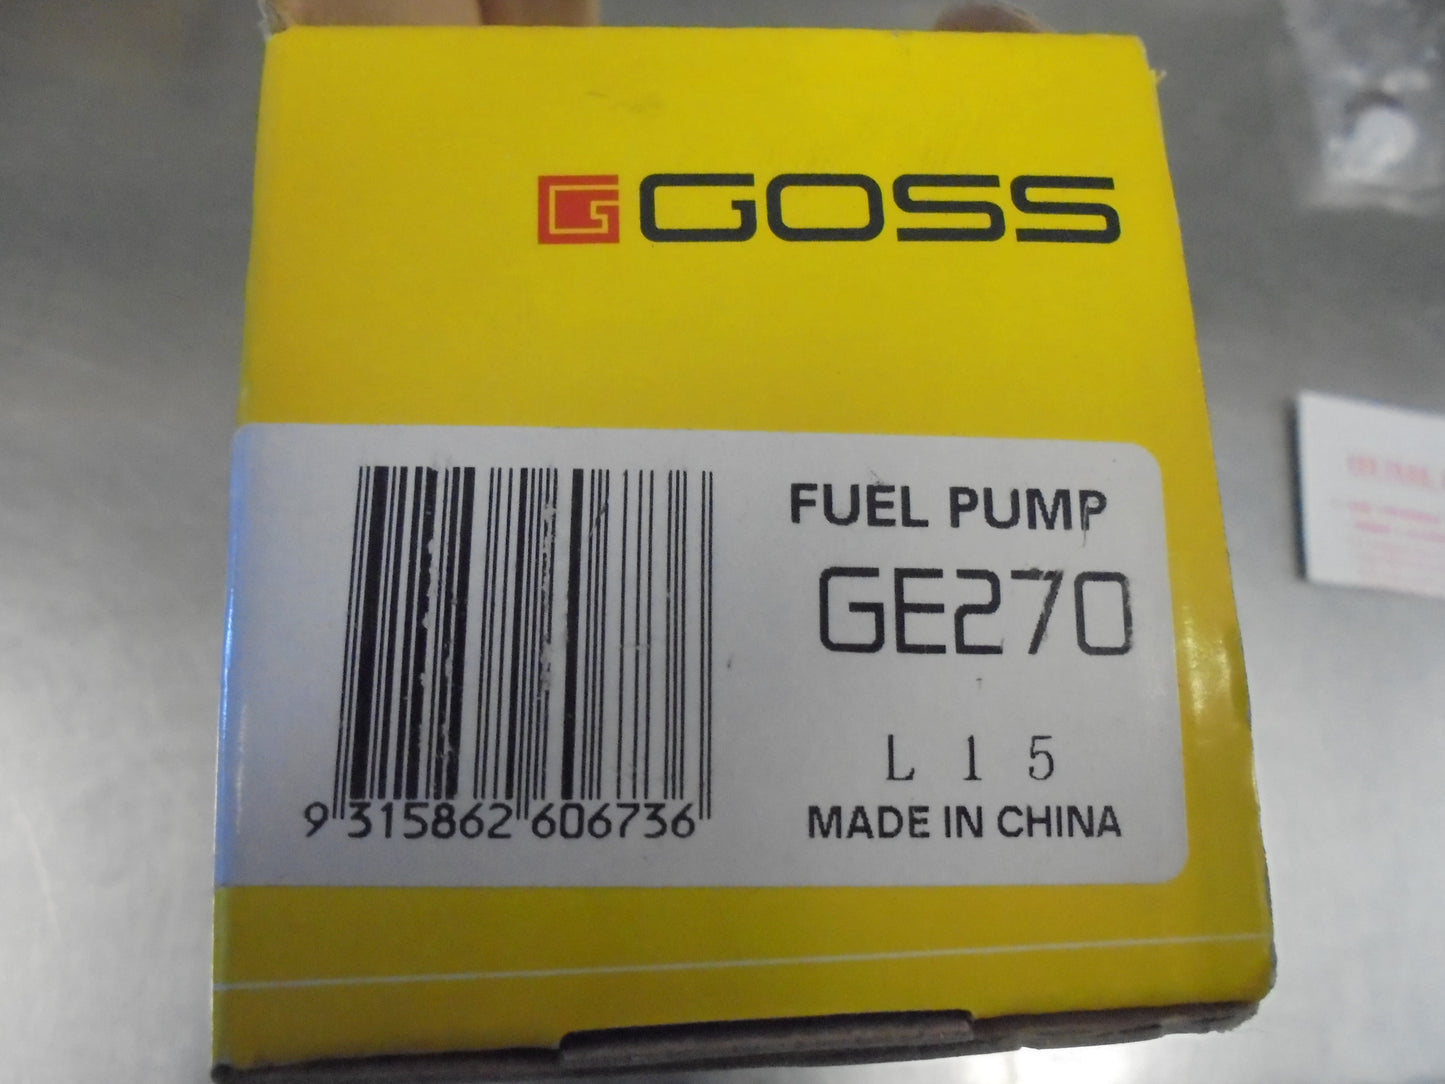 GOSS
FUEL PUMP
GE270
L 1 5
MADE IN CHINA
9 315862 606736